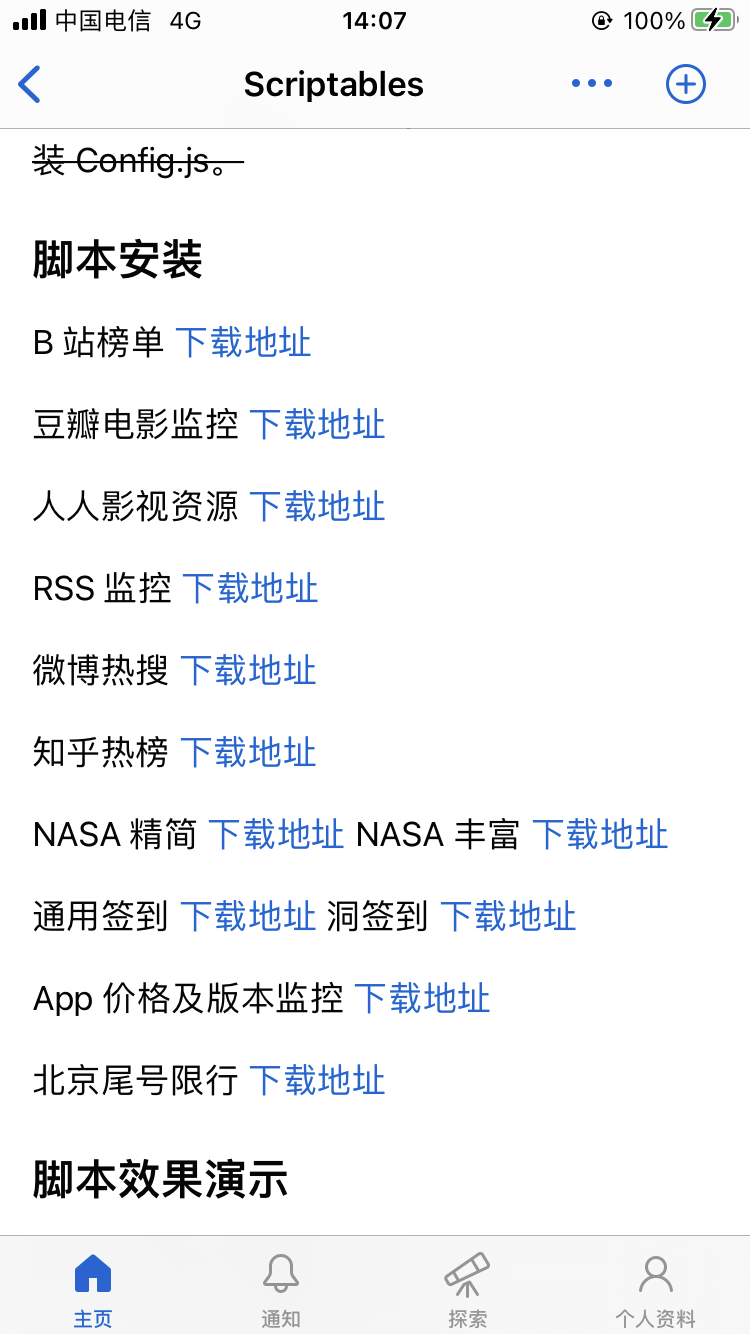 中国电信 4G 14:07 100%
Scriptables
装 Config.js。
脚本安装
B 站榜单 下载地址
豆瓣电影监控 下载地址
人人影视资源 下载地址
RSS 监控 下载地址
微博热搜 下载地址
知乎热榜 下载地址
NASA 精简 下载地址 NASA 丰富 下载地址
通用签到 下载地址 洞签到 下载地址
App 价格及版本监控 下载地址
北京尾号限行 下载地址
脚本效果演示
主页 通知 探索 个人资料